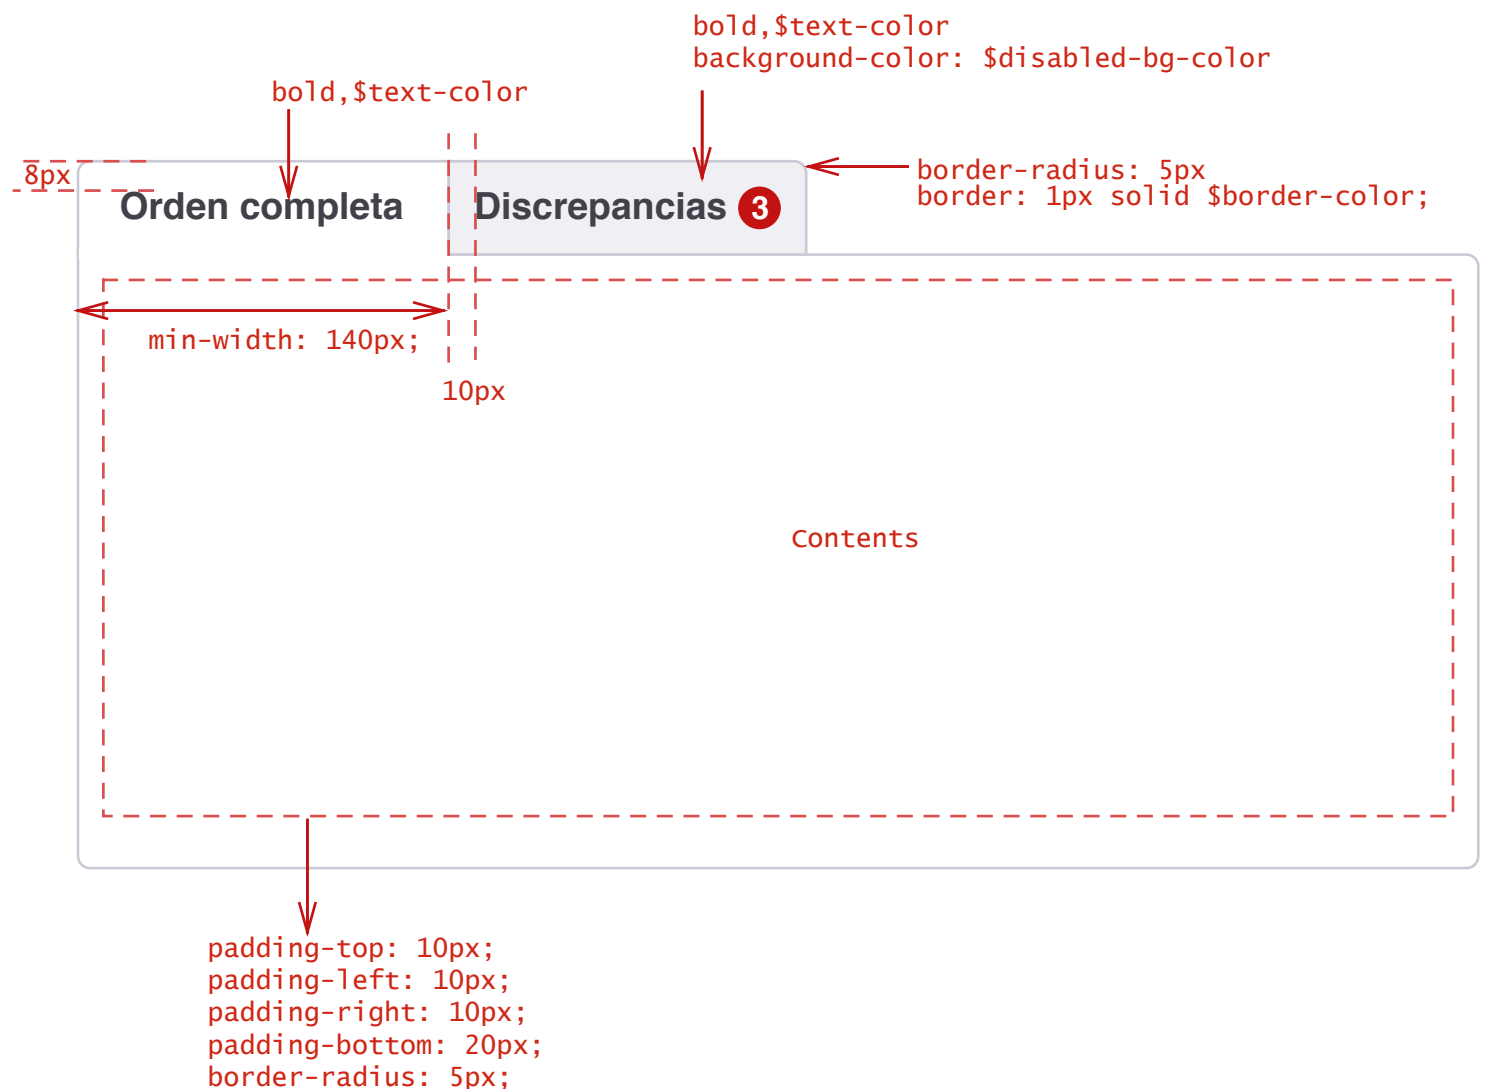 bold,$text-color
background-color: $disabled-bg-color
bold,$text-color
8px
border-radius: 5px
border: 1px solid $border-color;
Orden completa
Discrepancias 3
min-width: 140px;
10px
Contents
padding-top: 10px;
padding-left: 10px;
padding-right: 10px;
padding-bottom: 20px;
border-radius: 5px;